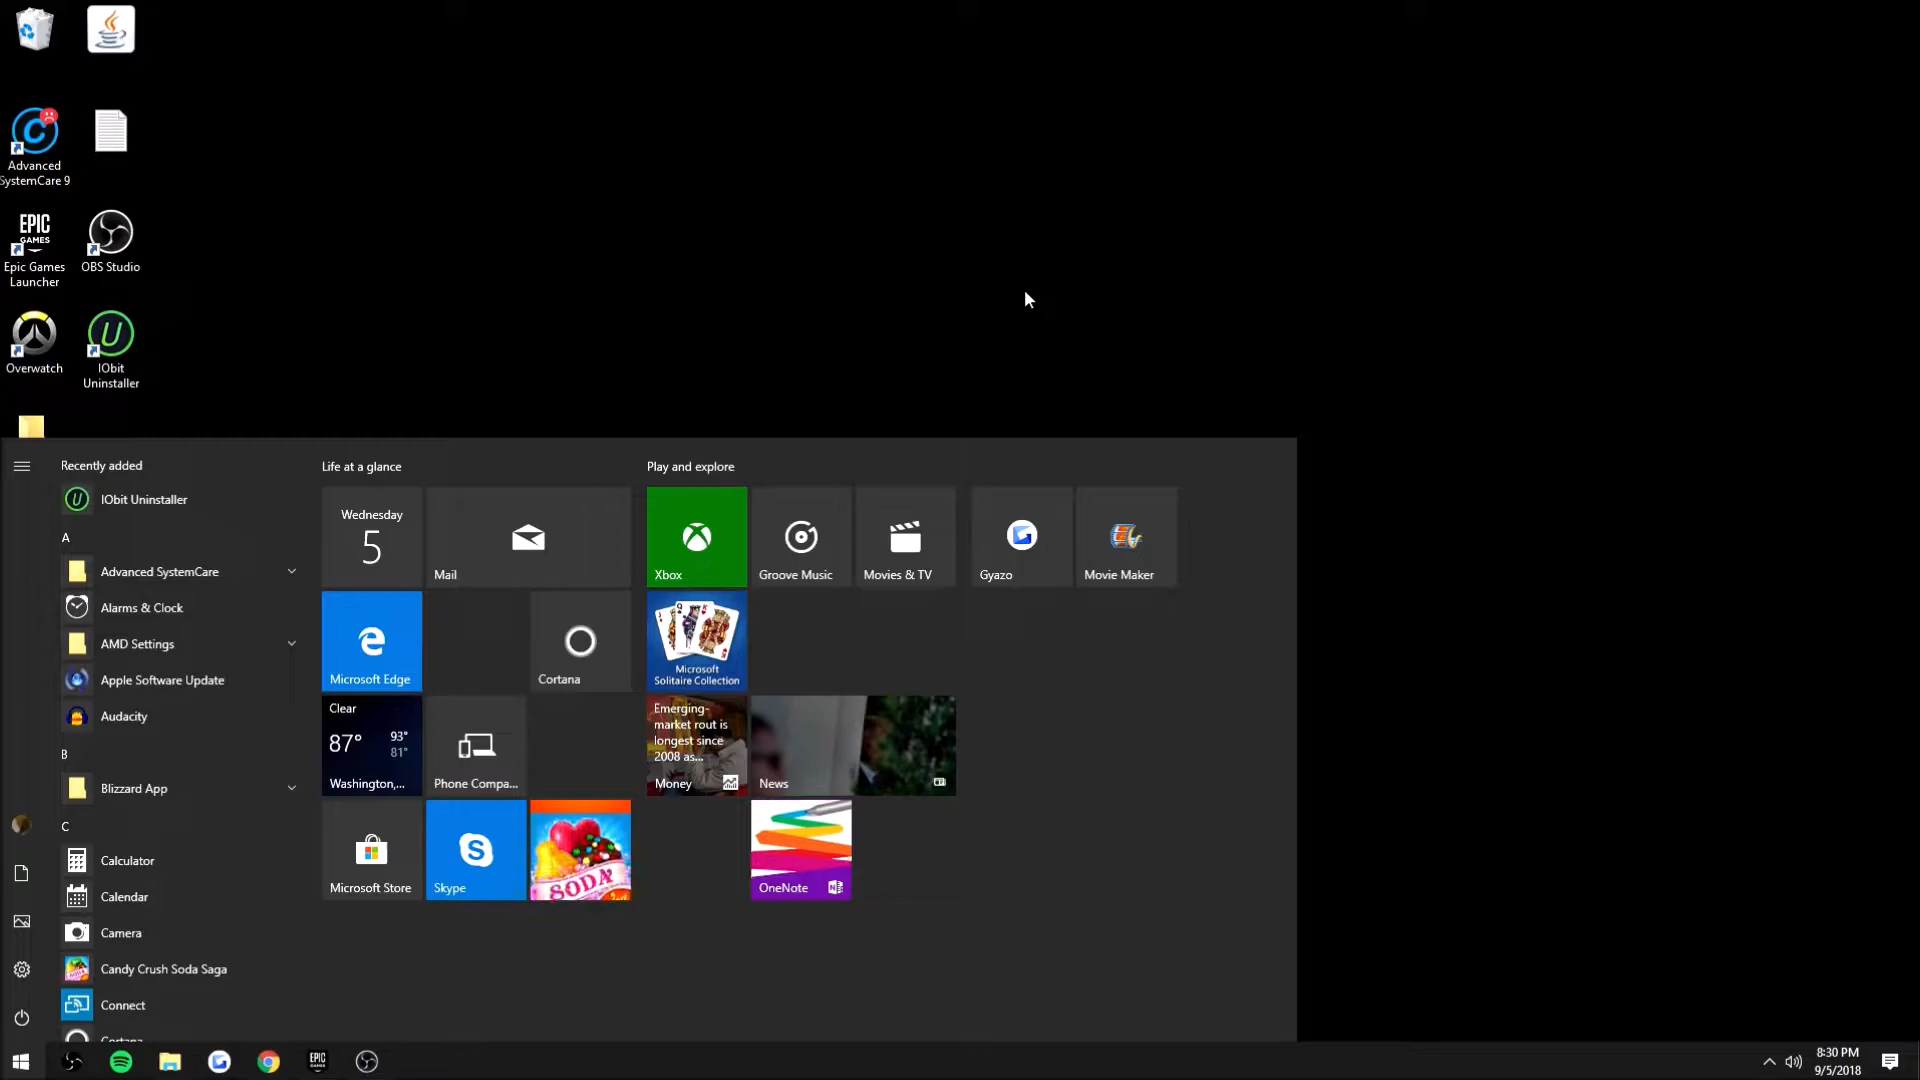 Advanced
SystemCare 9
EPIC
GAMES
Epic Games
Launcher
OBS Studio
Overwatch
IObit
Uninstaller
Recently added
IObit Uninstaller
A
Advanced SystemCare
Alarms & Clock
AMD Settings
Apple Software Update
Audacity
B
Blizzard App
C
Calculator
Calendar
Camera
Candy Crush Soda Saga
Connect
Cortana
Life at a glance
Wednesday
5
Mail
Microsoft Edge
Cortana
Clear
87°
93°
81°
Washington,...
Phone Compa...
Microsoft Store
Skype
SODA
Play and explore
Xbox
Groove Music
Movies & TV
Gyazo
Movie Maker
Microsoft
Solitaire Collection
Emerging-
market rout is
longest since
2008 as...
Money
News
OneNote
EPIC
GAMES
8:30 PM
9/5/2018